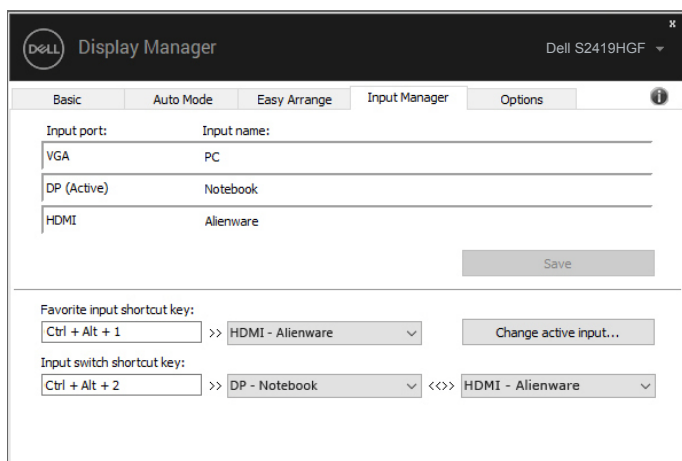 x
DELL Display Manager Dell S2419HGF
Basic Auto Mode Easy Arrange Input Manager Options i
Input port: Input name:
VGA PC
DP (Active) Notebook
HDMI Alienware
Save
Favorite input shortcut key:
Ctrl + Alt + 1 >> HDMI - Alienware Change active input...
Input switch shortcut key:
Ctrl + Alt + 2 >> DP - Notebook <<>> HDMI - Alienware